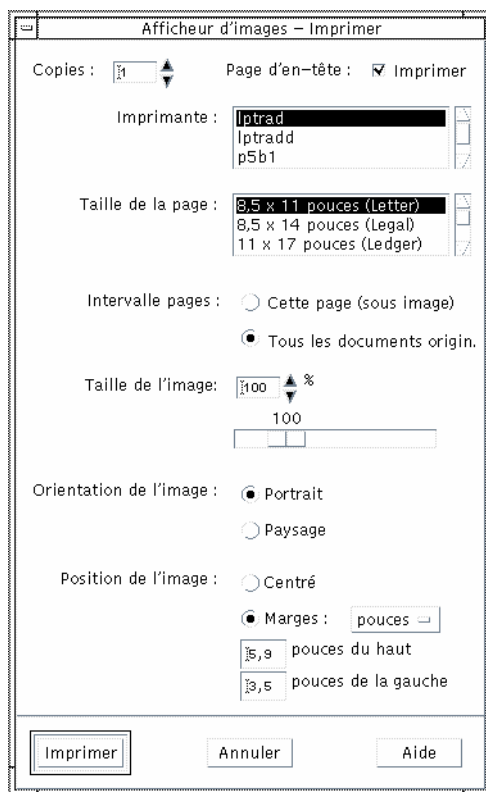 Afficheur d'images – Imprimer
Copies : 1 Page d'en–tête : Imprimer
Imprimante : lptrad
lptradd
p5b1
Taille de la page : 8,5 x 11 pouces (Letter)
8,5 x 14 pouces (Legal)
11 x 17 pouces (Ledger)
Intervalle pages : Cette page (sous image)
Tous les documents origin.
Taille de l'image: 100 %
100
Orientation de l'image : Portrait
Paysage
Position de l'image : Centré
Marges : pouces
5,9 pouces du haut
3,5 pouces de la gauche
Imprimer Annuler Aide